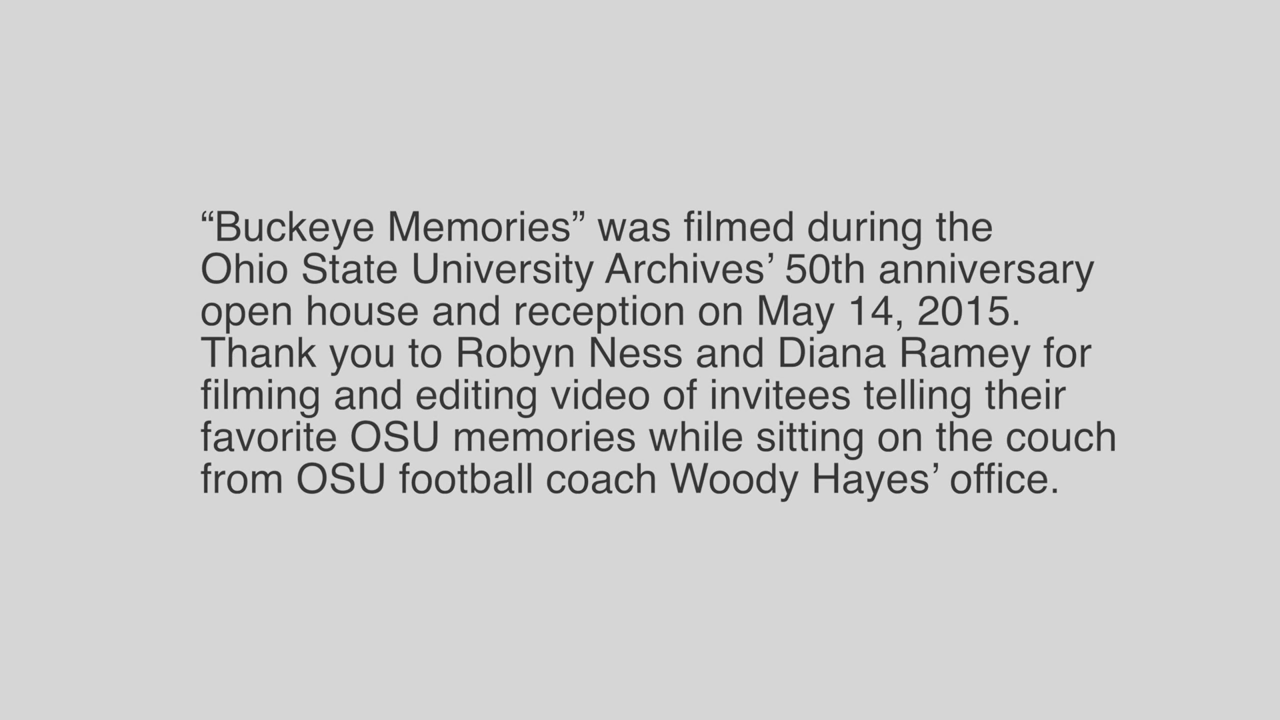 “Buckeye Memories” was filmed during the
Ohio State University Archives’ 50th anniversary
open house and reception on May 14, 2015.
Thank you to Robyn Ness and Diana Ramey for
filming and editing video of invitees telling their
favorite OSU memories while sitting on the couch
from OSU football coach Woody Hayes’ office.